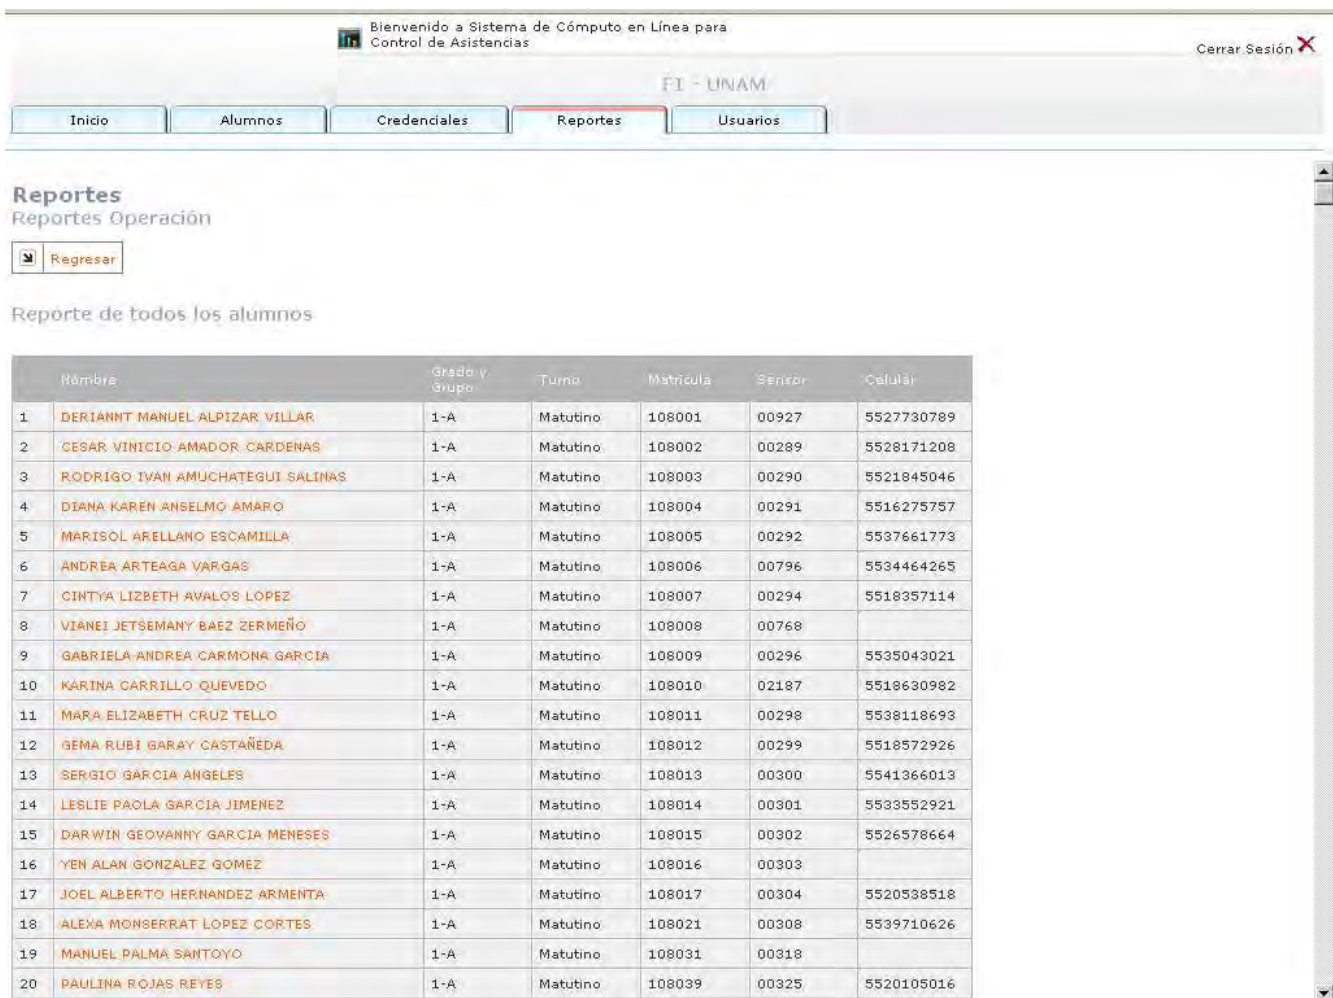 Bienvenido a Sistema de Cómputo en Línea para
Control de Asistencias
Cerrar Sesión
FI - UNAM
Inicio Alumnos Credenciales Reportes Usuarios
Reportes
Reportes Operación
Regresar
Reporte de todos los alumnos
Nombre Grado y Grupo Turno Matricula Sensor Celular
1 DERIANNT MANUEL ALPIZAR VILLAR 1-A Matutino 108001 00927 5527730789
2 CESAR VINICIO AMADOR CARDENAS 1-A Matutino 108002 00289 5528171208
3 RODRIGO IVAN AMUCHATEGUI SALINAS 1-A Matutino 108003 00290 5521845046
4 DIANA KAREN ANSELMO AMARO 1-A Matutino 108004 00291 5516275757
5 MARISOL ARELLANO ESCAMILLA 1-A Matutino 108005 00292 5537661773
6 ANDREA ARTEAGA VARGAS 1-A Matutino 108006 00796 5534464265
7 CINTYA LIZBETH AVALOS LOPEZ 1-A Matutino 108007 00294 5518357114
8 VIANEI JETSEMANY BAEZ ZERMEÑO 1-A Matutino 108008 00768
9 GABRIELA ANDREA CARMONA GARCIA 1-A Matutino 108009 00296 5535043021
10 KARINA CARRILLO QUEVEDO 1-A Matutino 108010 02187 5518630982
11 MARA ELIZABETH CRUZ TELLO 1-A Matutino 108011 00298 5538118693
12 GEMA RUBI GARAY CASTAÑEDA 1-A Matutino 108012 00299 5518572926
13 SERGIO GARCIA ANGELES 1-A Matutino 108013 00300 5541366013
14 LESLIE PAOLA GARCIA JIMENEZ 1-A Matutino 108014 00301 5533552921
15 DARWIN GEOVANNY GARCIA MENESES 1-A Matutino 108015 00302 5526578664
16 YEN ALAN GONZALEZ GOMEZ 1-A Matutino 108016 00303
17 JOEL ALBERTO HERNANDEZ ARMENTA 1-A Matutino 108017 00304 5520538518
18 ALEXA MONSERRAT LOPEZ CORTES 1-A Matutino 108021 00308 5539710626
19 MANUEL PALMA SANTOYO 1-A Matutino 108031 00318
20 PAULINA ROJAS REYES 1-A Matutino 108039 00325 5520105016